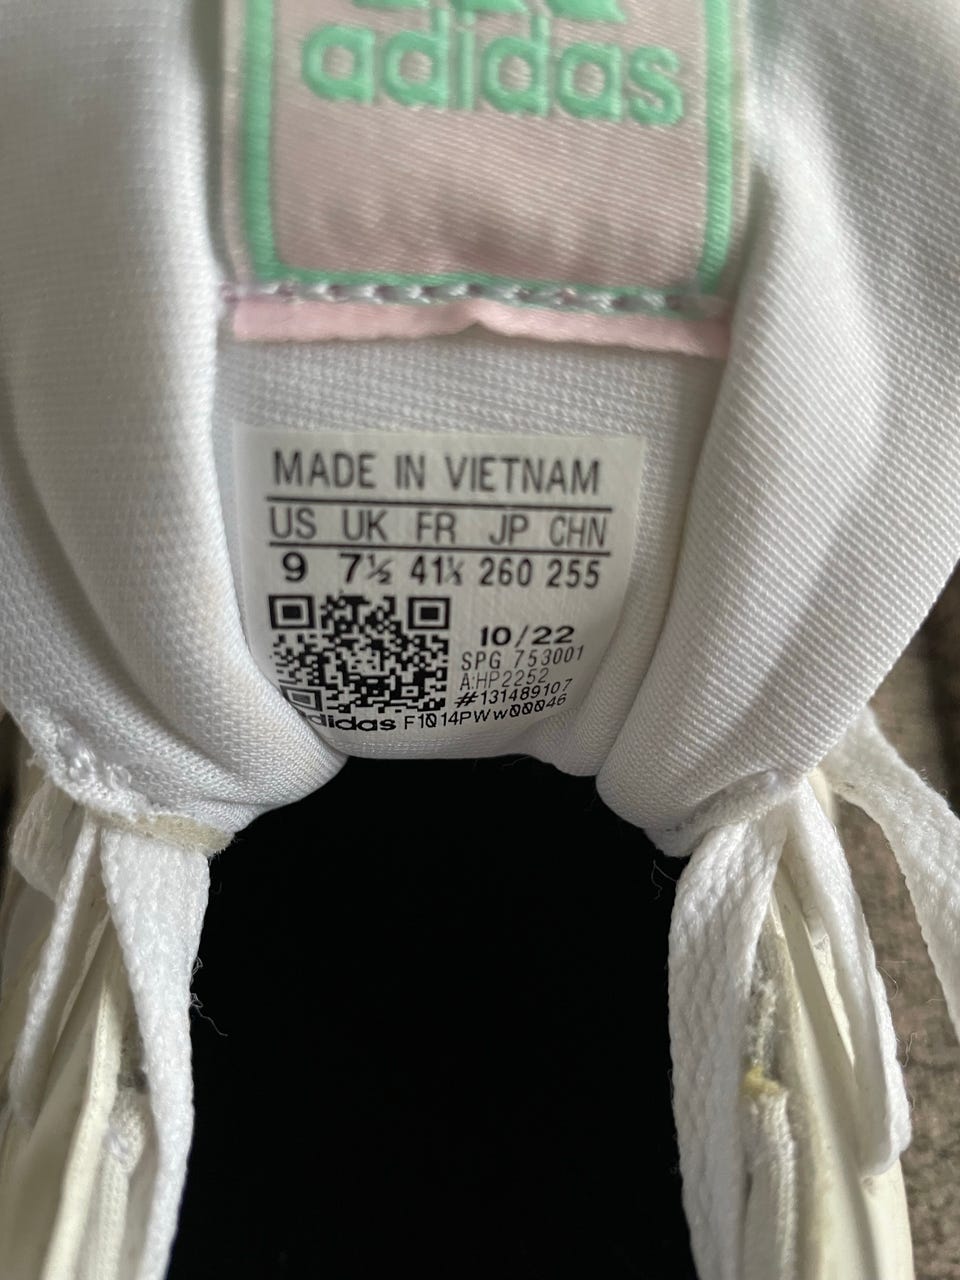 adidas
MADE IN VIETNAM
US UK FR JP CHN
9 7½ 41⅓ 260 255
10/22
SPG 753001
A:HP2252
#131489107
adidas F1014PWw00046